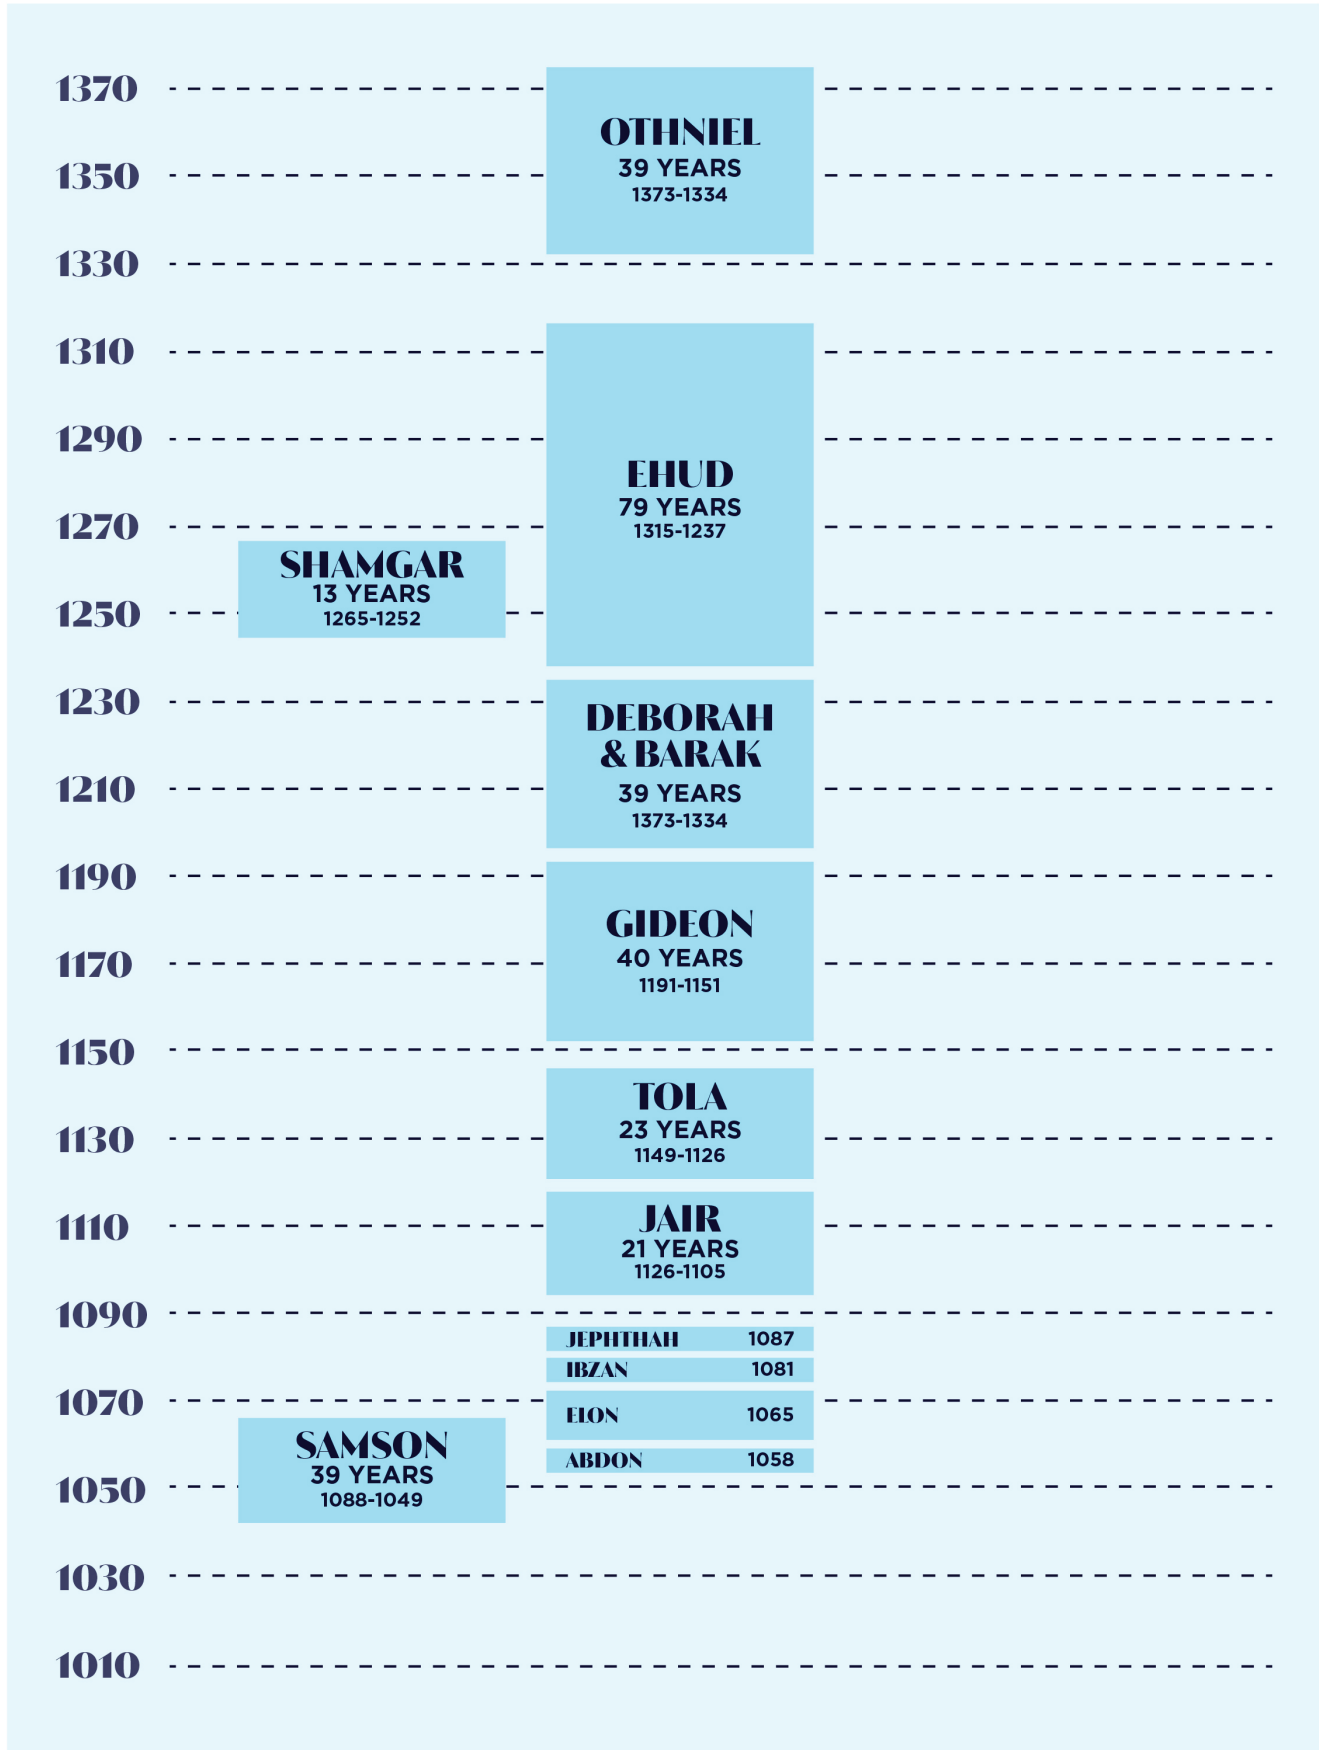 1370
OTHNIEL
39 YEARS
1350
1373-1334
1330
1310
1290
EHUD
79 YEARS
1270
1315-1237
SHAMGAR
13 YEARS
1250
1265-1252
1230
DEBORAH
& BARAK
1210
39 YEARS
1373-1334
1190
GIDEON
40 YEARS
1170
1191-1151
1150
TOLA
23 YEARS
1130
1149-1126
JAIR
1110
21 YEARS
1126-1105
1090
JEPHTHAH 1087
IBZAN 1081
1070
ELON 1065
SAMSON
ABDON 1058
39 YEARS
1050
1088-1049
1030
1010